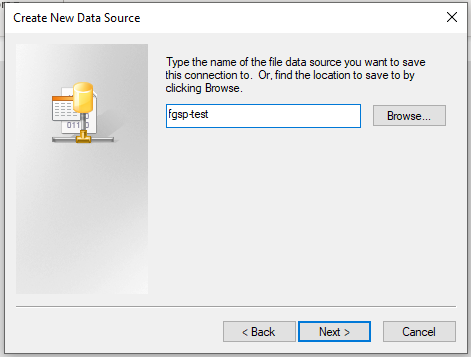 Create New Data Source
Type the name of the file data source you want to save
this connection to. Or, find the location to save to by
clicking Browse.
fgsp-test
Browse...
< Back
Next >
Cancel